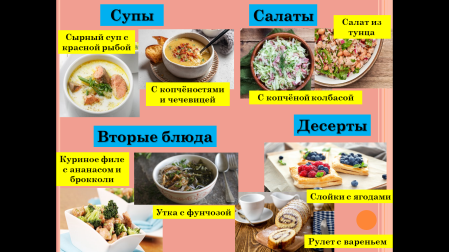 Супы
Сырный суп с
красной рыбой
С копчёностями
и чечевицей
Салаты
Салат из
тунца
С копчёной колбасой
Вторые блюда
Куриное филе
с ананасом и
брокколи
Утка с фунчозой
Десерты
Слойки с ягодами
Рулет с вареньем